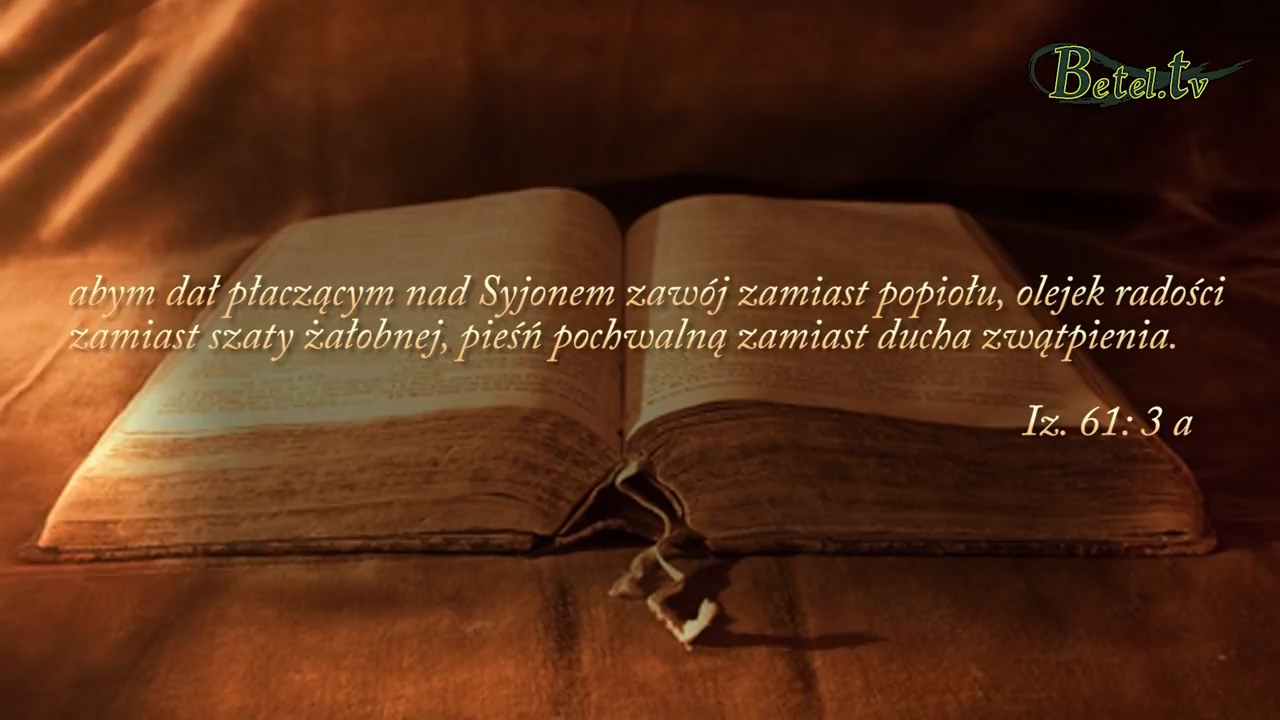 Betel.tv
abym dał płaczącym nad Syjonem zawój zamiast popiołu, olejek radości
zamiast szaty żałobnej, pieśń pochwalną zamiast ducha zwątpienia.
Iz. 61: 3 a